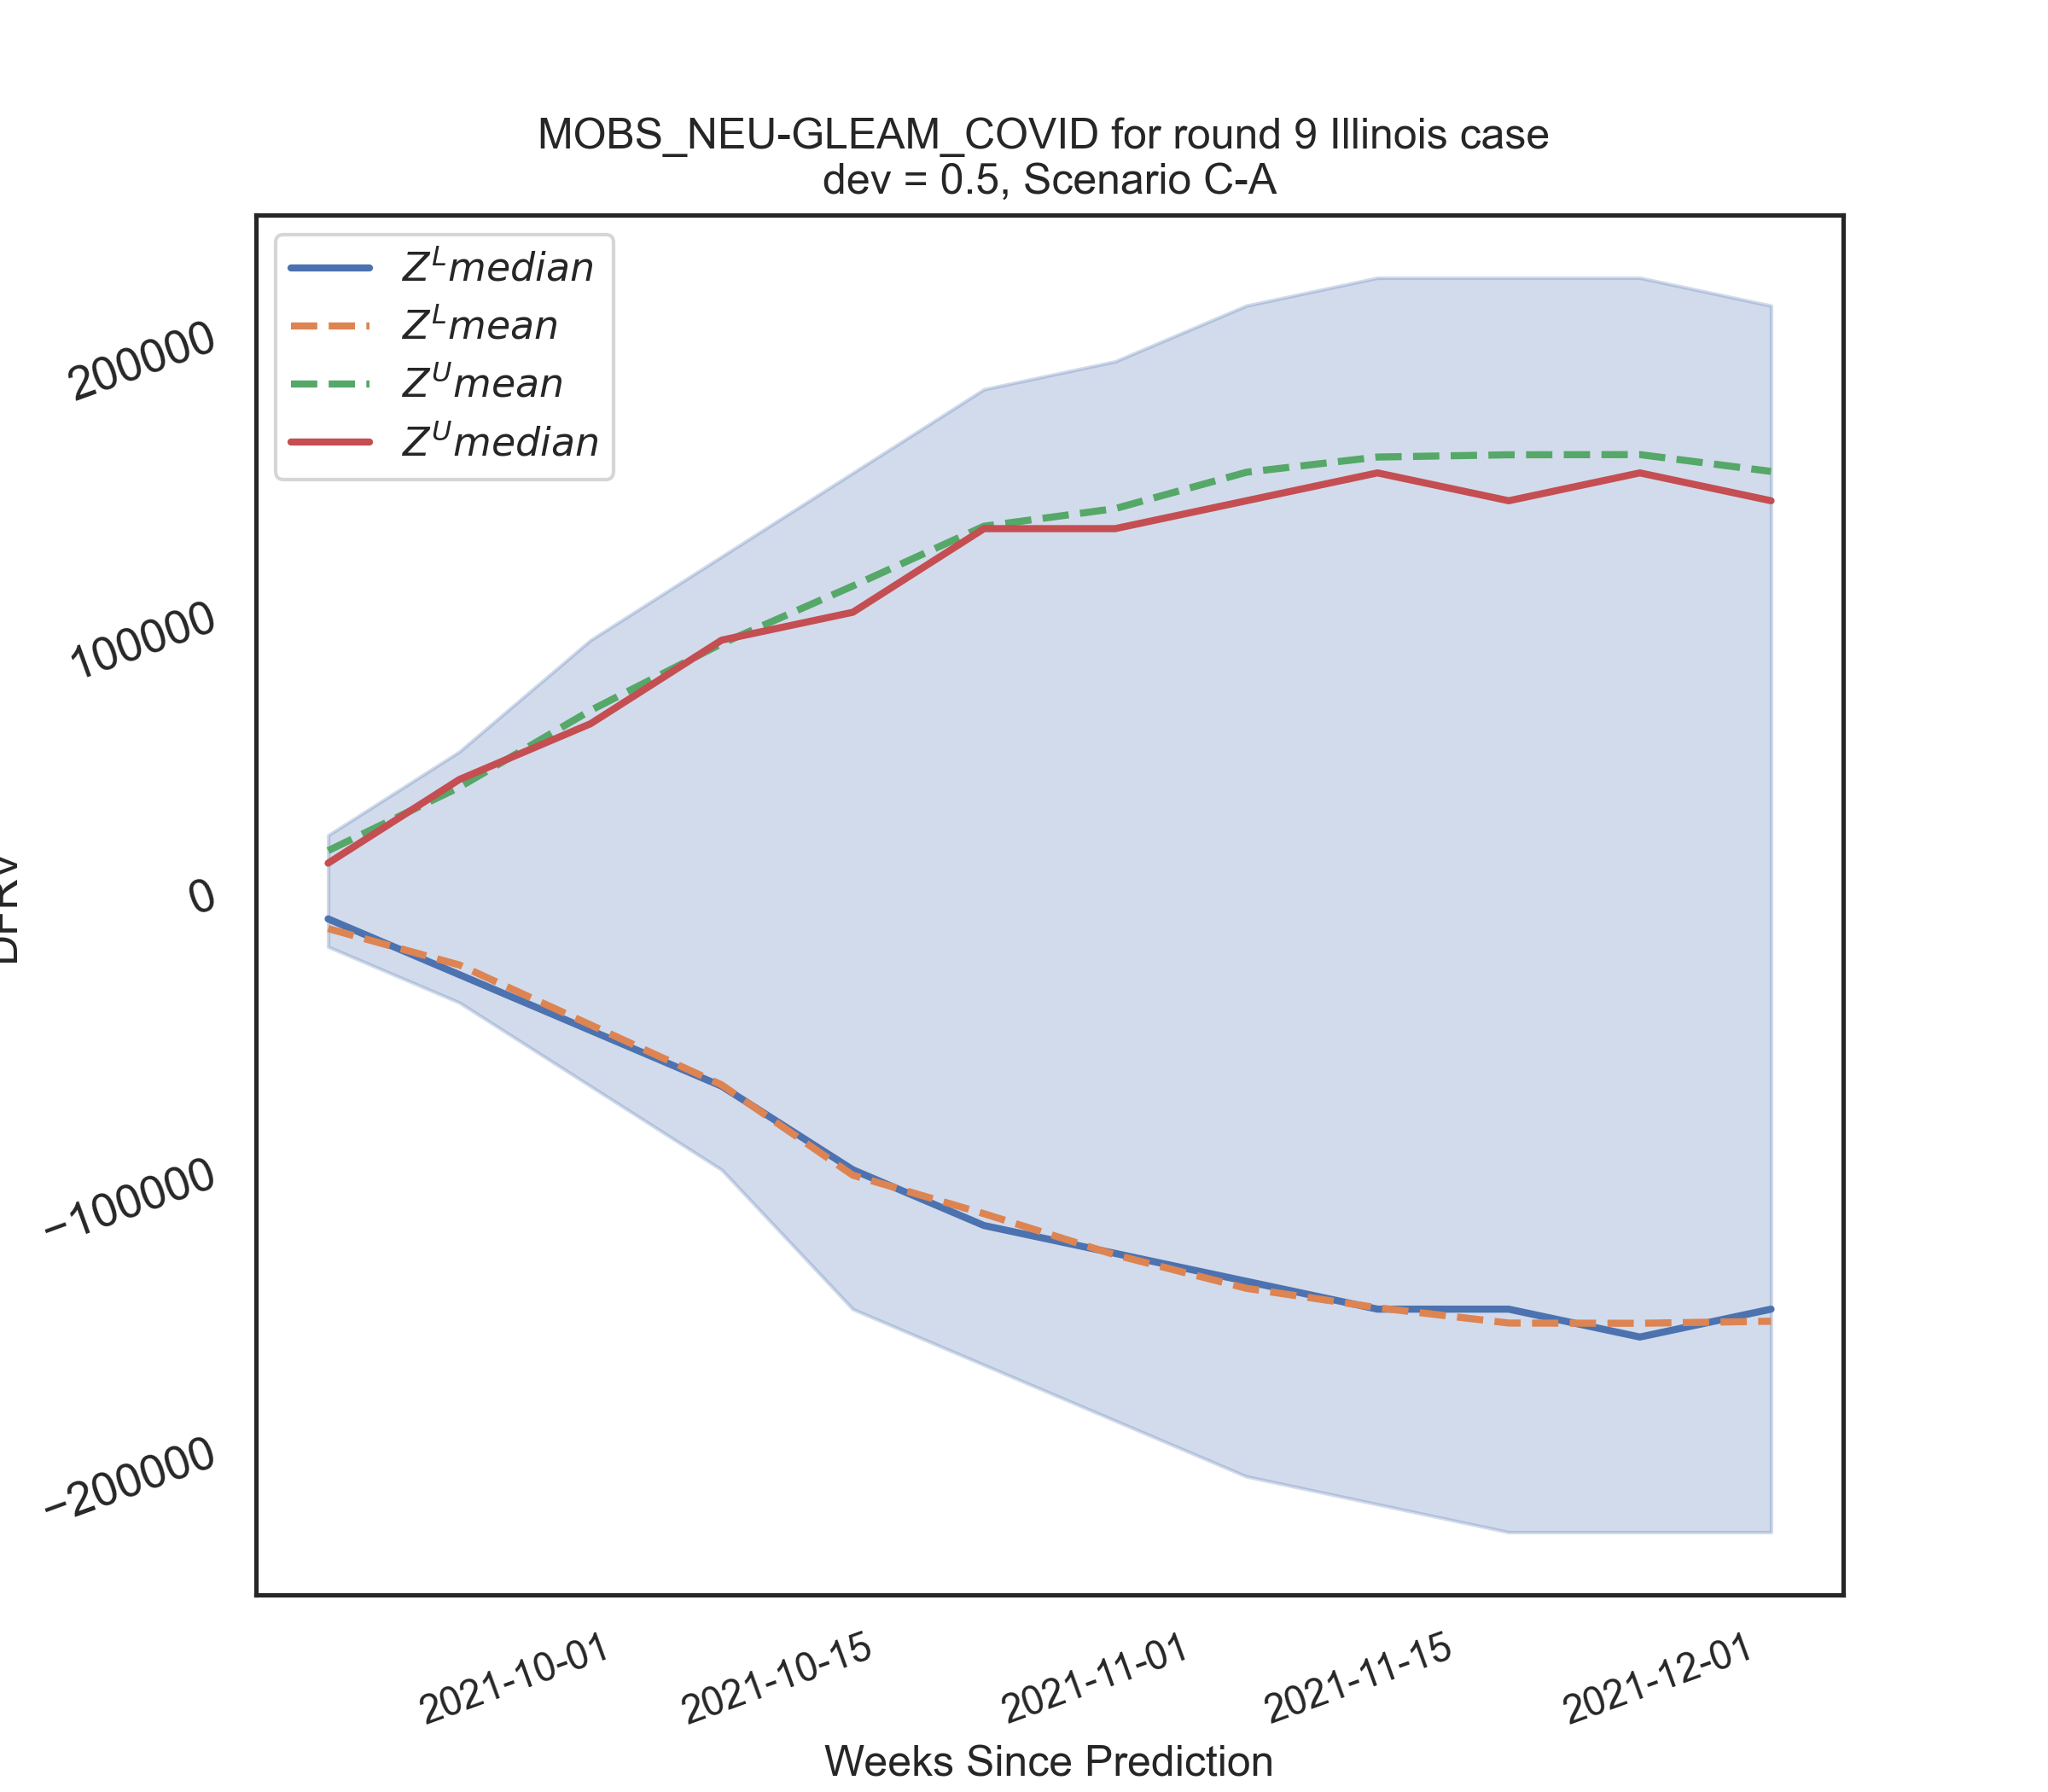 MOBS_NEU-GLEAM_COVID for round 9 Illinois case
dev = 0.5, Scenario C-A
Z^L median
Z^L mean
Z^U mean
Z^U median
200000
100000
0
−100000
−200000
2021-10-01
2021-10-15
2021-11-01
2021-11-15
2021-12-01
Weeks Since Prediction